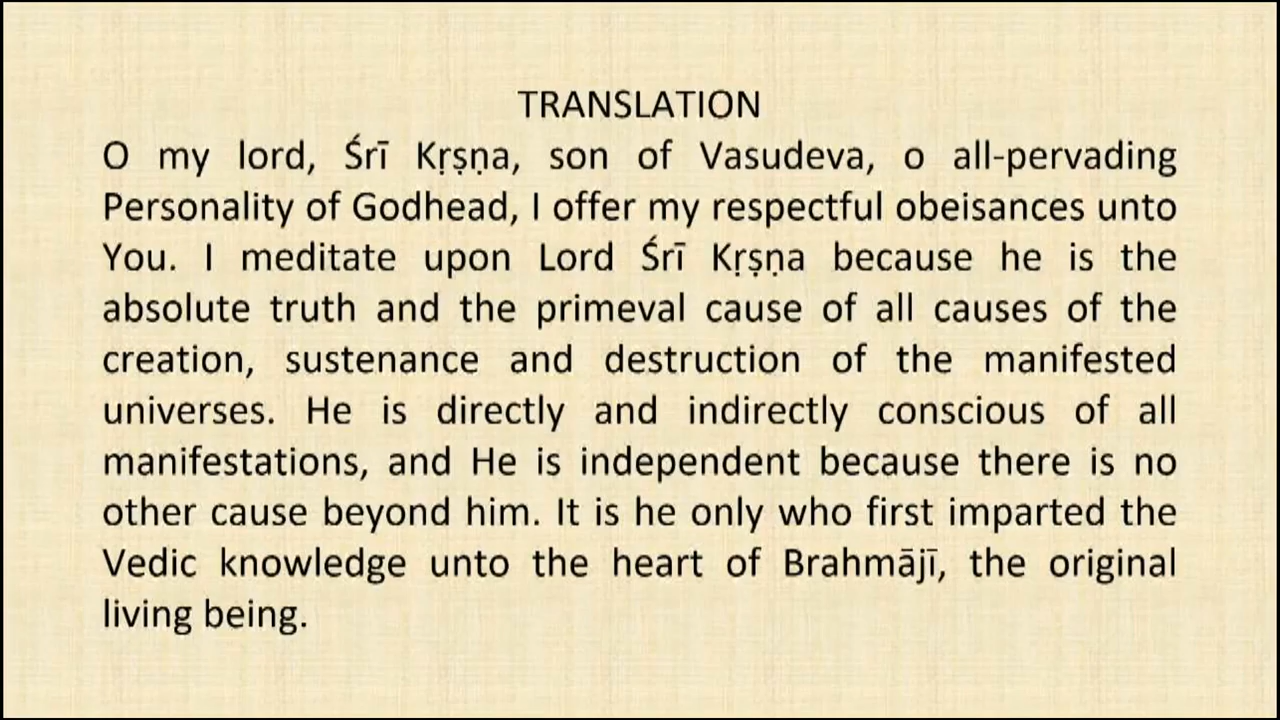 TRANSLATION
O my lord, Śrī Kṛṣṇa, son of Vasudeva, o all-pervading
Personality of Godhead, I offer my respectful obeisances unto
You. I meditate upon Lord Śrī Kṛṣṇa because he is the
absolute truth and the primeval cause of all causes of the
creation, sustenance and destruction of the manifested
universes. He is directly and indirectly conscious of all
manifestations, and He is independent because there is no
other cause beyond him. It is he only who first imparted the
Vedic knowledge unto the heart of Brahmājī, the original
living being.